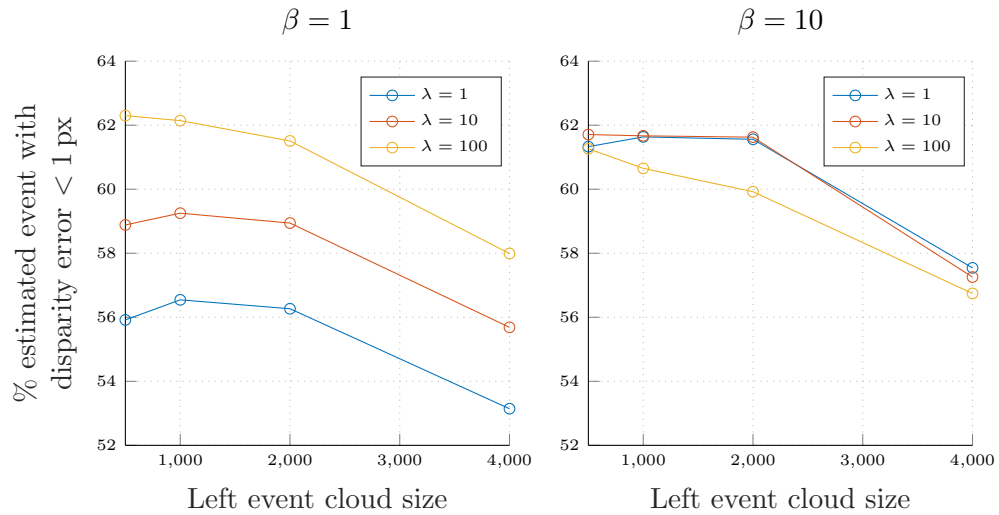 β = 1
β = 10
% estimated event with
disparity error < 1 px
64
62
60
58
56
54
52
1,000
2,000
3,000
4,000
Left event cloud size
λ = 1
λ = 10
λ = 100
64
62
60
58
56
54
52
1,000
2,000
3,000
4,000
Left event cloud size
λ = 1
λ = 10
λ = 100